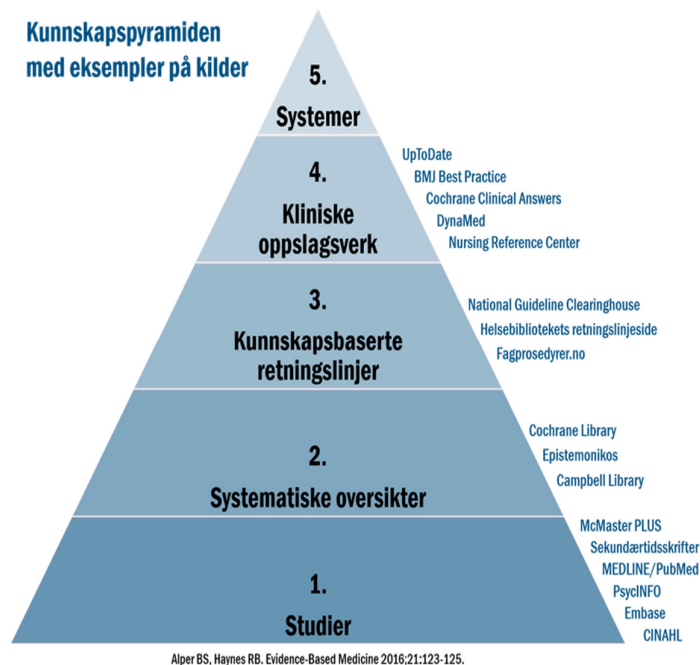 Kunnskapspyramiden
med eksempler på kilder
5.
Systemer
4.
Kliniske
oppslagsverk
UpToDate
BMJ Best Practice
Cochrane Clinical Answers
DynaMed
Nursing Reference Center
3.
Kunnskapsbaserte
retningslinjer
National Guideline Clearinghouse
Helsebibliotekets retningslinjeside
Fagprosedyrer.no
2.
Systematiske oversikter
Cochrane Library
Epistemonikos
Campbell Library
1.
Studier
McMaster PLUS
Sekundærtidsskrifter
MEDLINE/PubMed
PsycINFO
Embase
CINAHL
Alper BS, Haynes RB. Evidence-Based Medicine 2016;21:123-125.